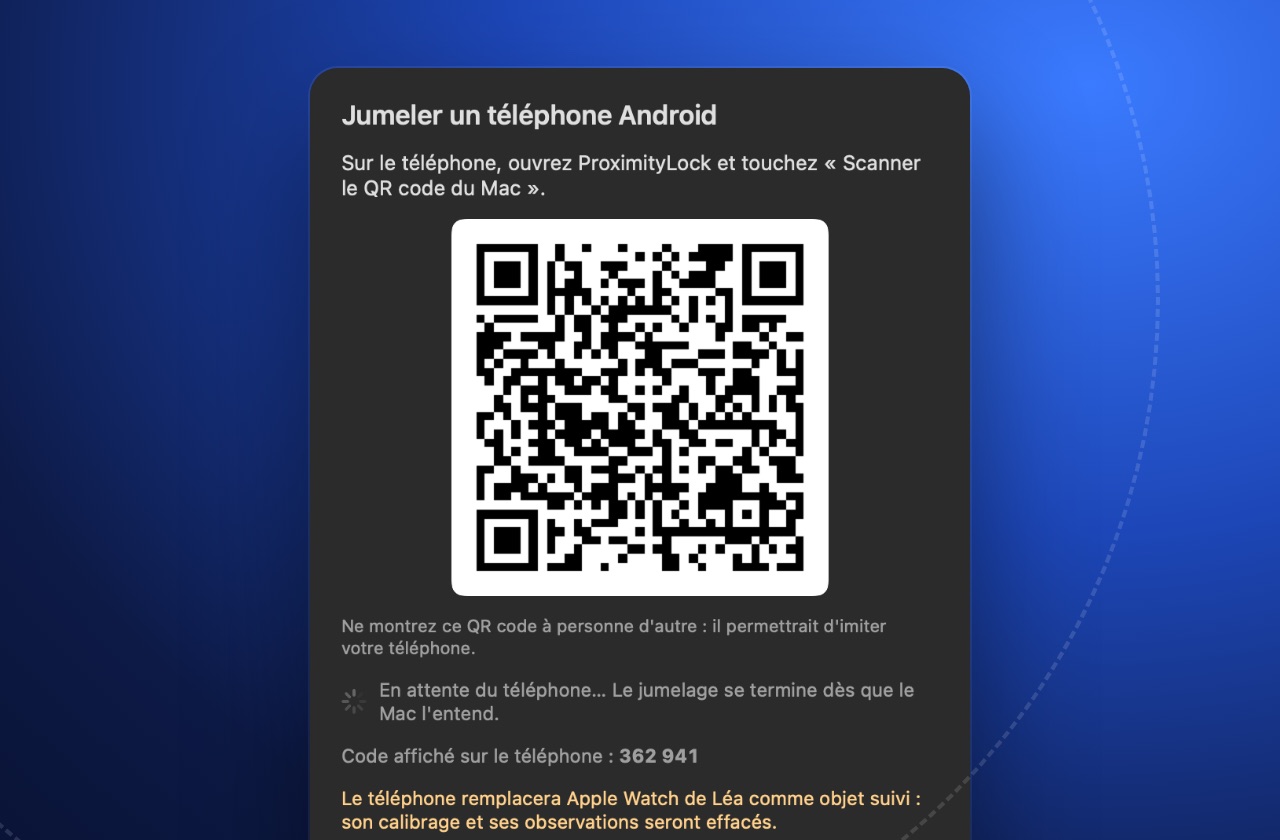 Jumeler un téléphone Android
Sur le téléphone, ouvrez ProximityLock et touchez « Scanner
le QR code du Mac ».
Ne montrez ce QR code à personne d'autre : il permettrait d'imiter
votre téléphone.
En attente du téléphone… Le jumelage se termine dès que le
Mac l'entend.
Code affiché sur le téléphone : 362 941
Le téléphone remplacera Apple Watch de Léa comme objet suivi :
son calibrage et ses observations seront effacés.